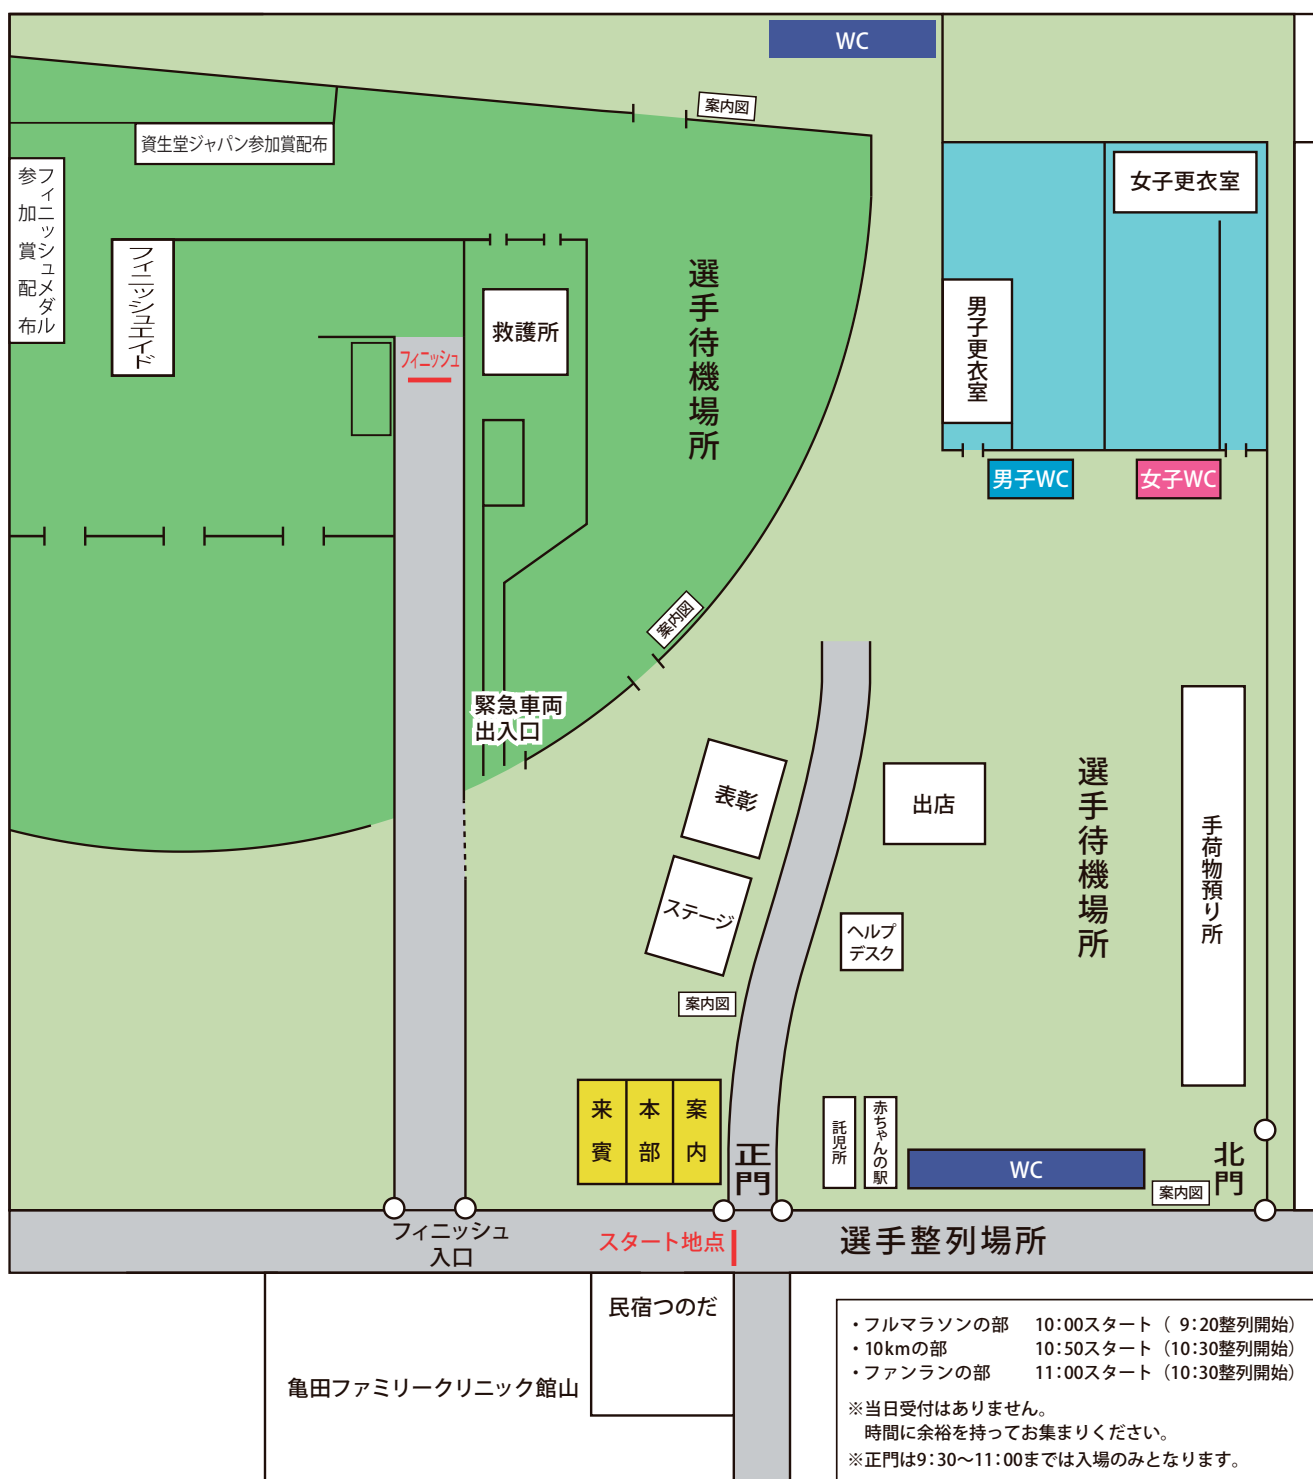 WC
案内図
資生堂ジャパン参加賞配布
フィニッシュメダル
参加賞配布
フィニッシュエイド
フィニッシュ
救護所
選手待機場所
女子更衣室
男子更衣室
男子WC
女子WC
案内図
緊急車両
出入口
表彰
ステージ
案内図
出店
ヘルプ
デスク
選手待機場所
手荷物預り所
来賓
本部
案内
正門
託児所
赤ちゃんの駅
WC
案内図
北門
フィニッシュ
入口
スタート地点
選手整列場所
民宿つのだ
亀田ファミリークリニック館山
・フルマラソンの部 10:00スタート（ 9:20整列開始）
・10kmの部 10:50スタート（10:30整列開始）
・ファンランの部 11:00スタート（10:30整列開始）
※当日受付はありません。
時間に余裕を持ってお集まりください。
※正門は9:30～11:00までは入場のみとなります。